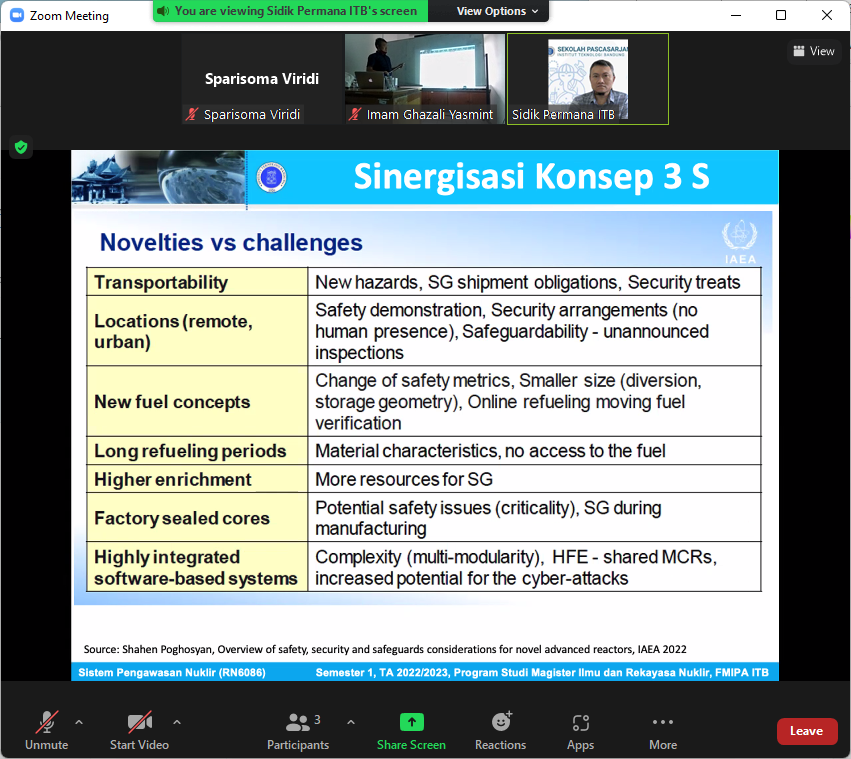 Zoom Meeting
You are viewing Sidik Permana ITB's screen
View Options
View
Sparisoma Viridi
Sparisoma Viridi
Imam Ghazali Yasmint
SEKOLAH PASCASARJAN
INSTITUT TEKNOLOGI BANDUNG
Sidik Permana ITB
Sinergisasi Konsep 3 S
Novelties vs challenges
IAEA
Transportability
New hazards, SG shipment obligations, Security treats
Locations (remote,
urban)
Safety demonstration, Security arrangements (no
human presence), Safeguardability - unannounced
inspections
New fuel concepts
Change of safety metrics, Smaller size (diversion,
storage geometry), Online refueling moving fuel
verification
Long refueling periods
Material characteristics, no access to the fuel
Higher enrichment
More resources for SG
Factory sealed cores
Potential safety issues (criticality), SG during
manufacturing
Highly integrated
software-based systems
Complexity (multi-modularity), HFE - shared MCRs,
increased potential for the cyber-attacks
Source: Shahen Poghosyan, Overview of safety, security and safeguards considerations for novel advanced reactors, IAEA 2022
Sistem Pengawasan Nuklir (RN6086)
Semester 1, TA 2022/2023, Program Studi Magister Ilmu dan Rekayasa Nuklir, FMIPA ITB
Unmute
Start Video
3
Participants
Share Screen
Reactions
Apps
More
Leave